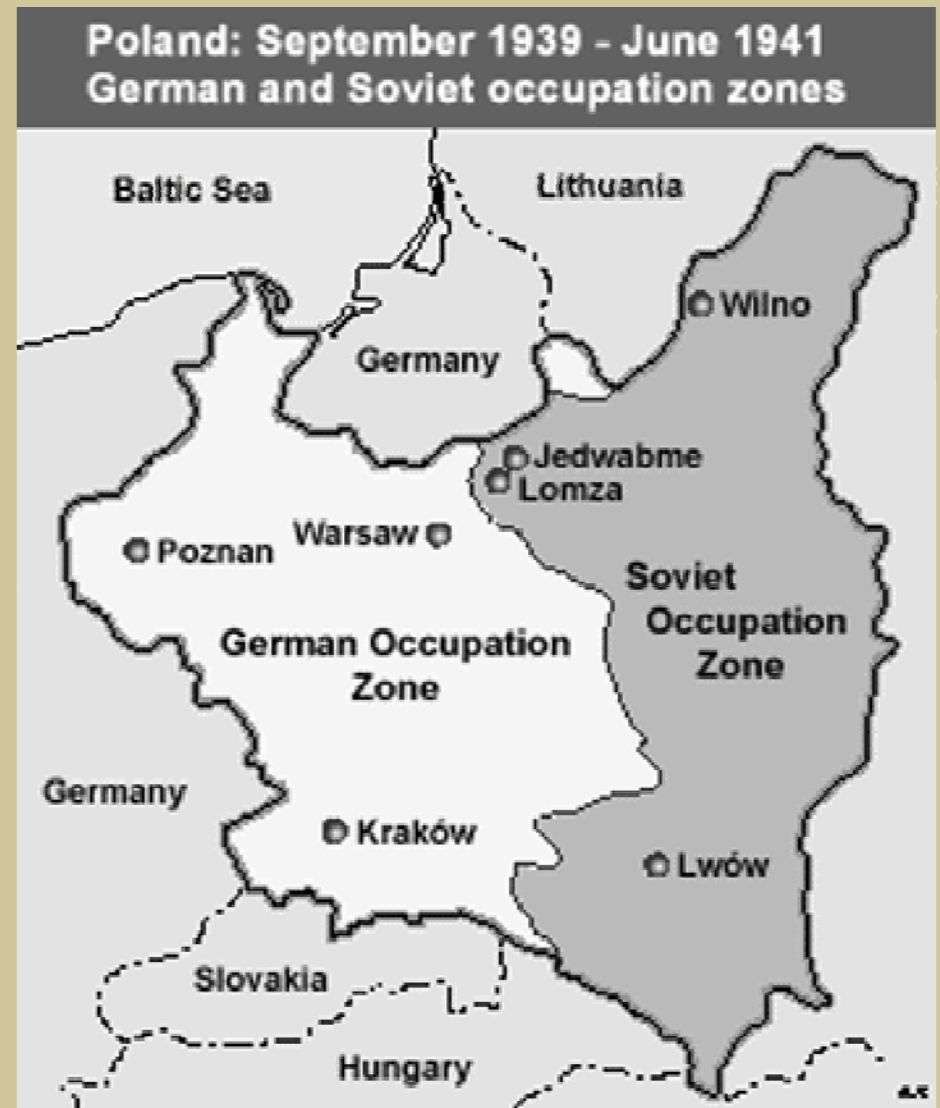 Poland: September 1939 - June 1941
German and Soviet occupation zones
Baltic Sea
Lithuania
Wilno
Germany
Jedwabme
Lomza
Warsaw
Poznan
Soviet
Occupation
Zone
German Occupation
Zone
Germany
Kraków
Lwów
Slovakia
Hungary